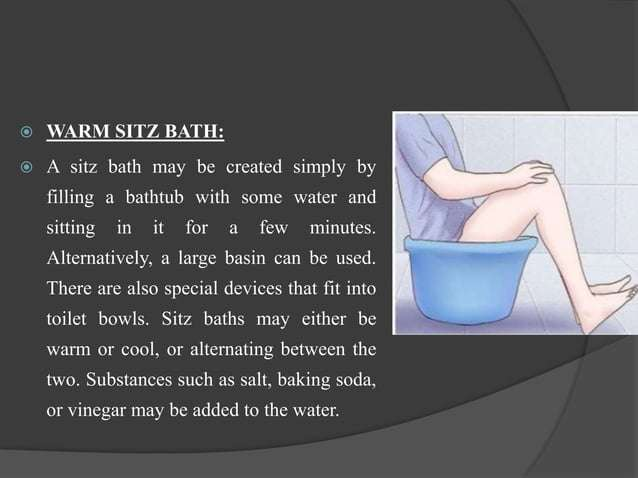 WARM SITZ BATH:
A sitz bath may be created simply by
filling a bathtub with some water and
sitting in it for a few minutes.
Alternatively, a large basin can be used.
There are also special devices that fit into
toilet bowls. Sitz baths may either be
warm or cool, or alternating between the
two. Substances such as salt, baking soda,
or vinegar may be added to the water.